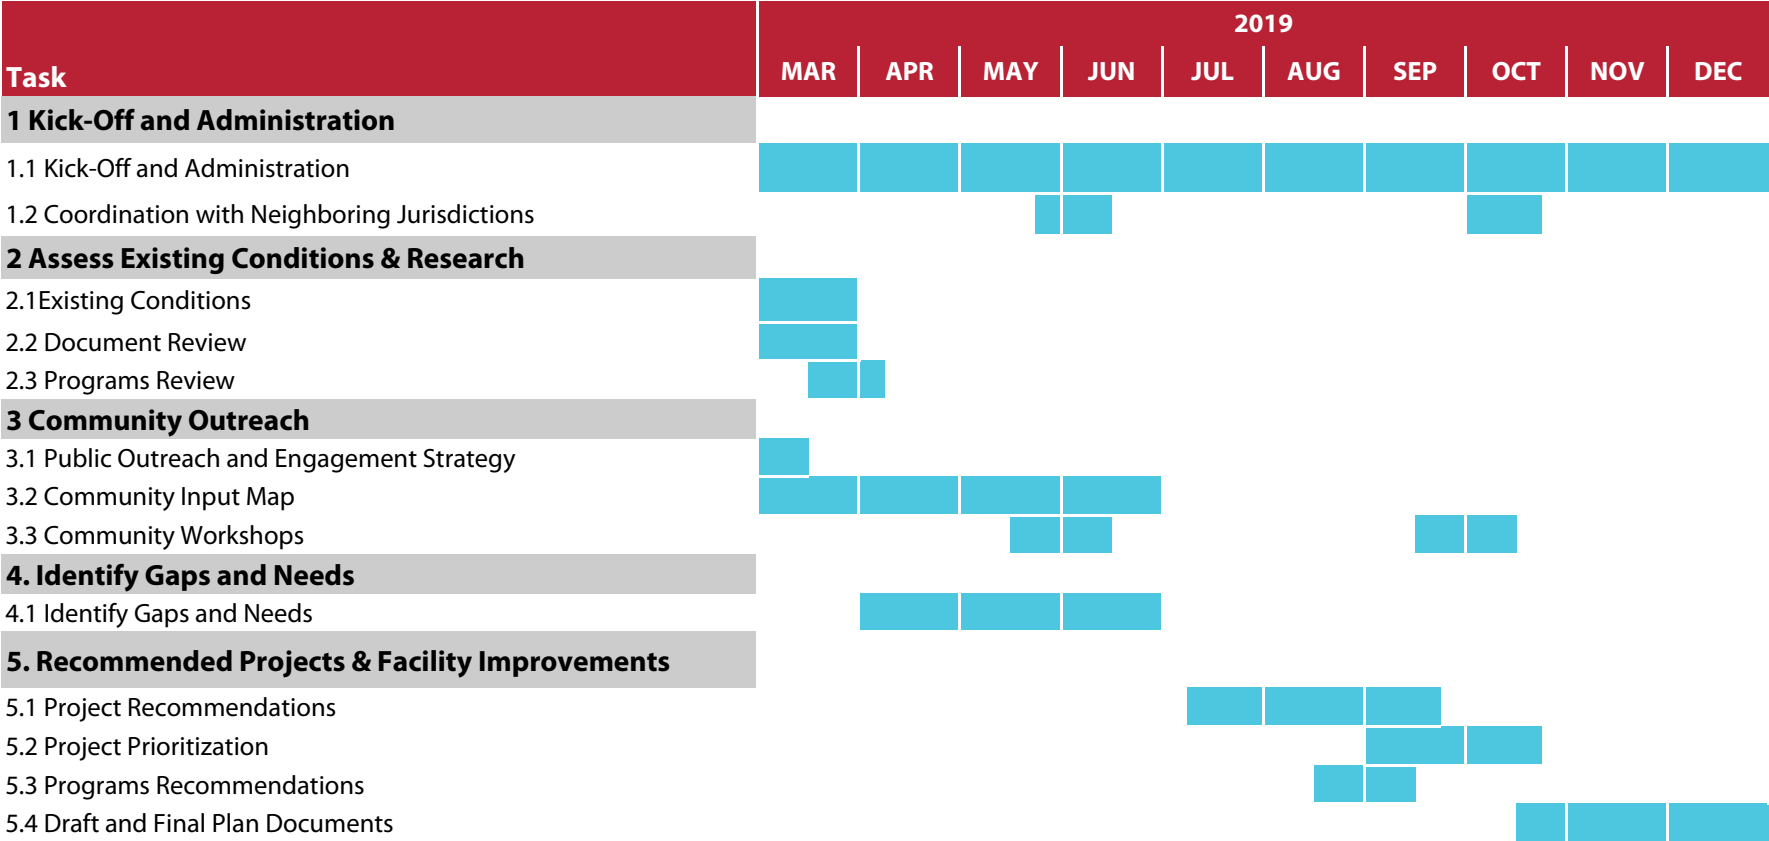 2019
Task MAR APR MAY JUN JUL AUG SEP OCT NOV DEC
1 Kick-Off and Administration
1.1 Kick-Off and Administration
1.2 Coordination with Neighboring Jurisdictions
2 Assess Existing Conditions & Research
2.1Existing Conditions
2.2 Document Review
2.3 Programs Review
3 Community Outreach
3.1 Public Outreach and Engagement Strategy
3.2 Community Input Map
3.3 Community Workshops
4. Identify Gaps and Needs
4.1 Identify Gaps and Needs
5. Recommended Projects & Facility Improvements
5.1 Project Recommendations
5.2 Project Prioritization
5.3 Programs Recommendations
5.4 Draft and Final Plan Documents